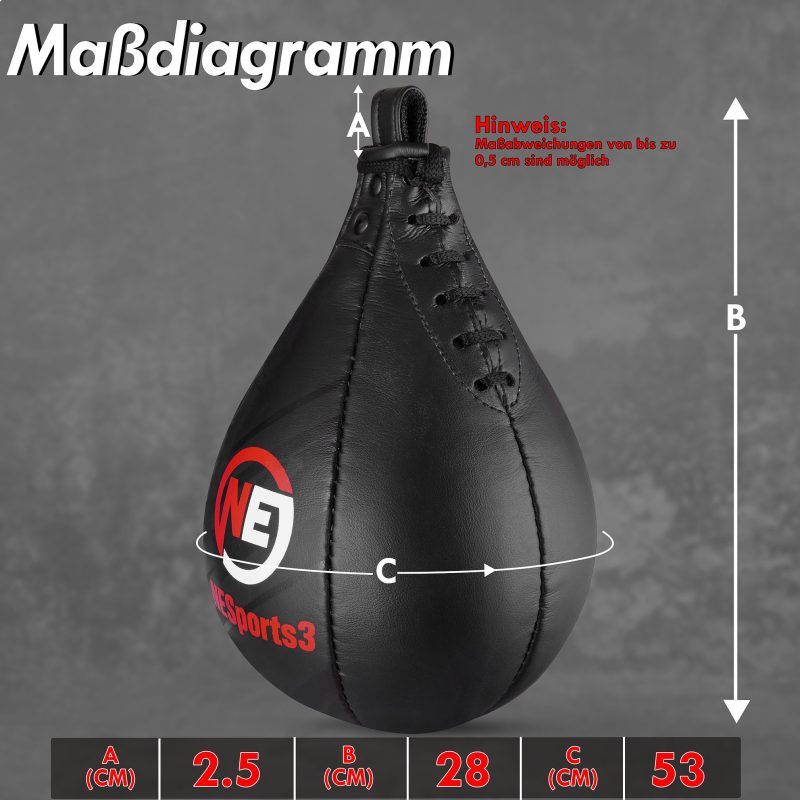 Maßdiagramm
A
Hinweis:
Maßabweichungen von bis zu
0,5 cm sind möglich
B
NE
C
NESports3
A
(CM)
2.5
B
(CM)
28
C
(CM)
53